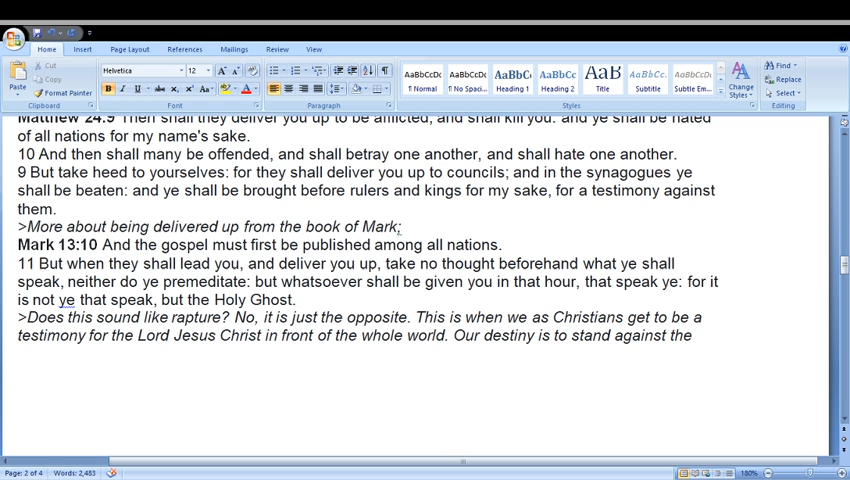 Home Insert Page Layout References Mailings Review View
Cut
Copy
Format Painter
Paste
Clipboard
Helvetica 12
B I U abc x₂ x² Aa
Font
Paragraph
AaBbCcDc AaBbCcDc AaBbC AaBbCc AaB AaBbCc. AaBbCcDc
¶ Normal ¶ No Spaci... Heading 1 Heading 2 Title Subtitle Subtle Em...
Change Styles
Styles
Find
Replace
Select
Editing
Matthew 24:9 Then shall they deliver you up to be afflicted, and shall kill you: and ye shall be hated
of all nations for my name's sake.
10 And then shall many be offended, and shall betray one another, and shall hate one another.
9 But take heed to yourselves: for they shall deliver you up to councils; and in the synagogues ye
shall be beaten: and ye shall be brought before rulers and kings for my sake, for a testimony against
them.
>More about being delivered up from the book of Mark;
Mark 13:10 And the gospel must first be published among all nations.
11 But when they shall lead you, and deliver you up, take no thought beforehand what ye shall
speak, neither do ye premeditate: but whatsoever shall be given you in that hour, that speak ye: for it
is not ye that speak, but the Holy Ghost.
>Does this sound like rapture? No, it is just the opposite. This is when we as Christians get to be a
testimony for the Lord Jesus Christ in front of the whole world. Our destiny is to stand against the
Page: 2 of 4 Words: 2,483 180%